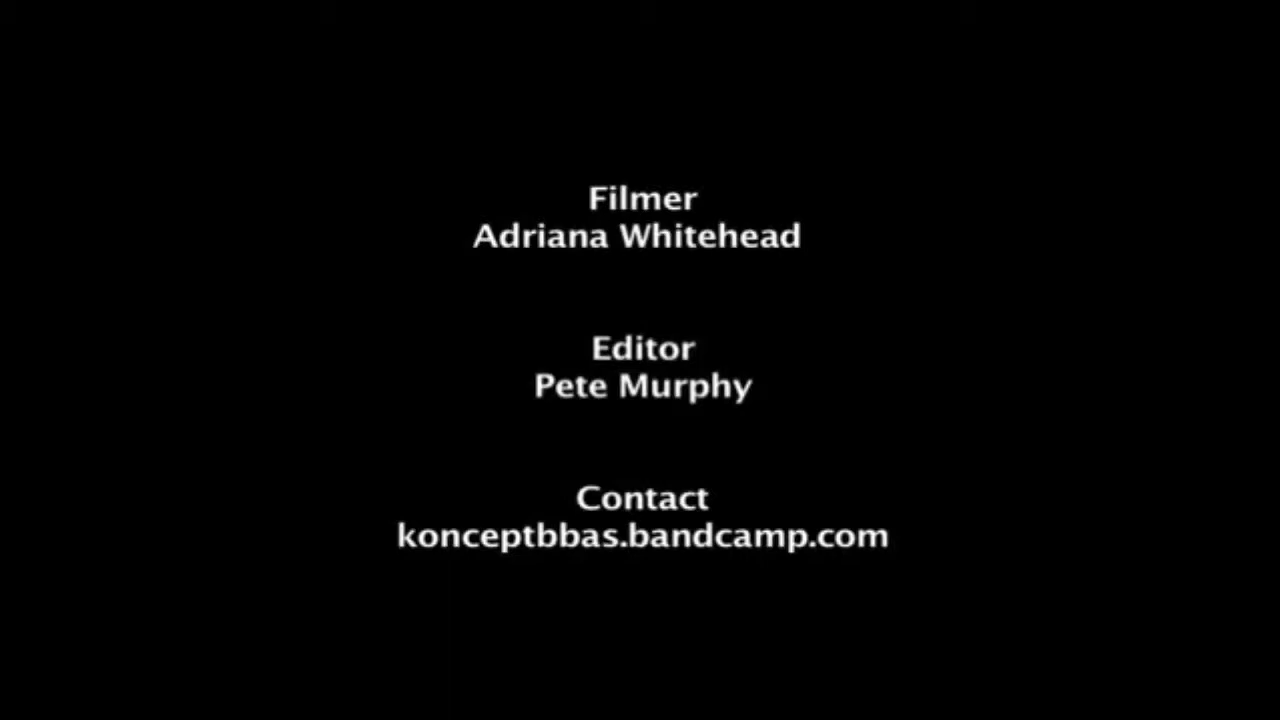 Filmer
Adriana Whitehead
Editor
Pete Murphy
Contact
konceptbbas.bandcamp.com